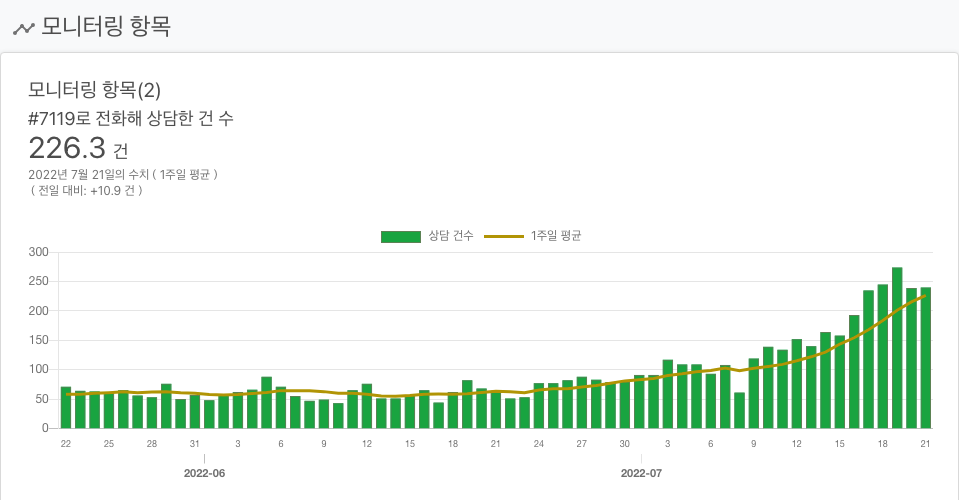 모니터링 항목
모니터링 항목(2)
#7119로 전화해 상담한 건 수
226.3 건
2022년 7월 21일의 수치 ( 1주일 평균 )
( 전일 대비: +10.9 건 )
상담 건수 1주일 평균
300
250
200
150
100
50
0
22 25 28 31 3 6 9 12 15 18 21 24 27 30 3 6 9 12 15 18 21
2022-06 2022-07